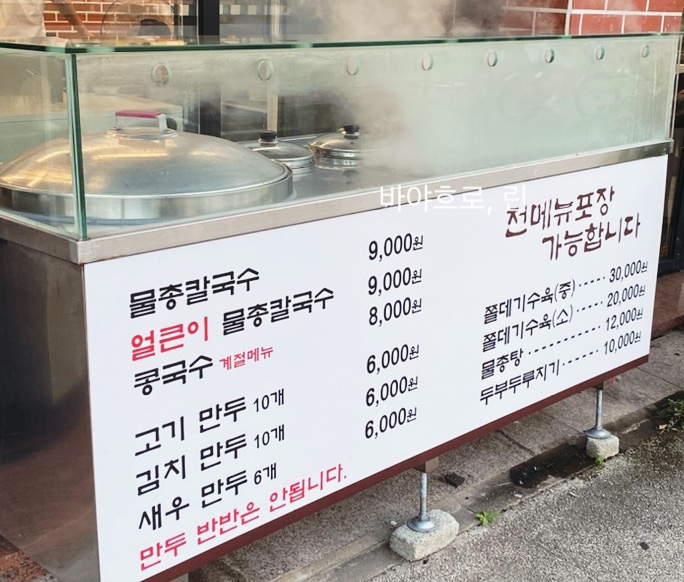 바아흐로, 린
전메뉴포장
가능합니다
물총칼국수 9,000원
얼큰이 물총칼국수 9,000원
콩국수 계절메뉴 8,000원
고기 만두 10개 6,000원
김치 만두 10개 6,000원
새우 만두 6개 6,000원
만두 반반은 안됩니다.
쫄데기수육(중) ····· 30,000원
쫄데기수육(소) ···· 20,000원
물총탕 ············ 12,000원
두부두루치기 ······ 10,000원